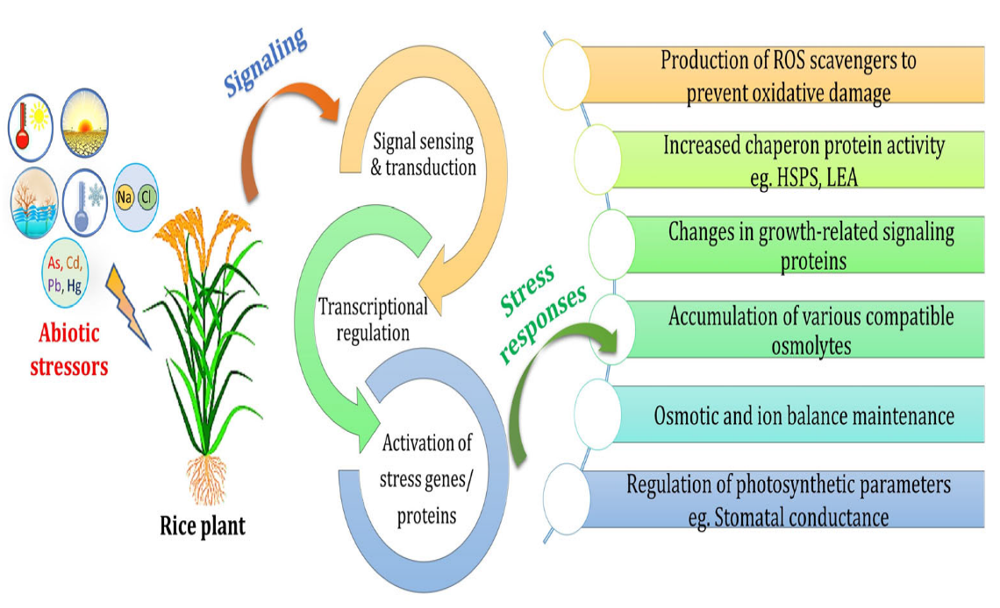 Na
Cl
As, Cd,
Pb, Hg
Abiotic
stressors
Rice plant
Signaling
Signal sensing
& transduction
Transcriptional
regulation
Activation of
stress genes/
proteins
Stress
responses
Production of ROS scavengers to
prevent oxidative damage
Increased chaperon protein activity
eg. HSPS, LEA
Changes in growth-related signaling
proteins
Accumulation of various compatible
osmolytes
Osmotic and ion balance maintenance
Regulation of photosynthetic parameters
eg. Stomatal conductance